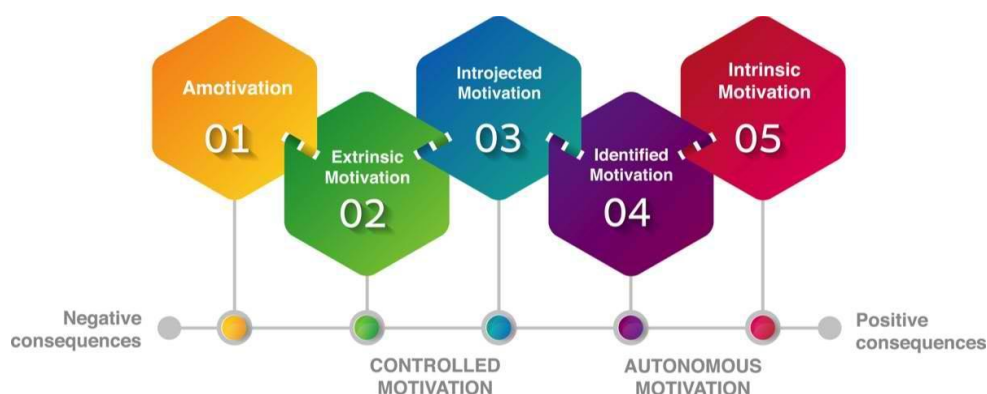 Amotivation
01
Extrinsic
Motivation
02
Introjected
Motivation
03
Identified
Motivation
04
Intrinsic
Motivation
05
Negative
consequences
Positive
consequences
CONTROLLED
MOTIVATION
AUTONOMOUS
MOTIVATION